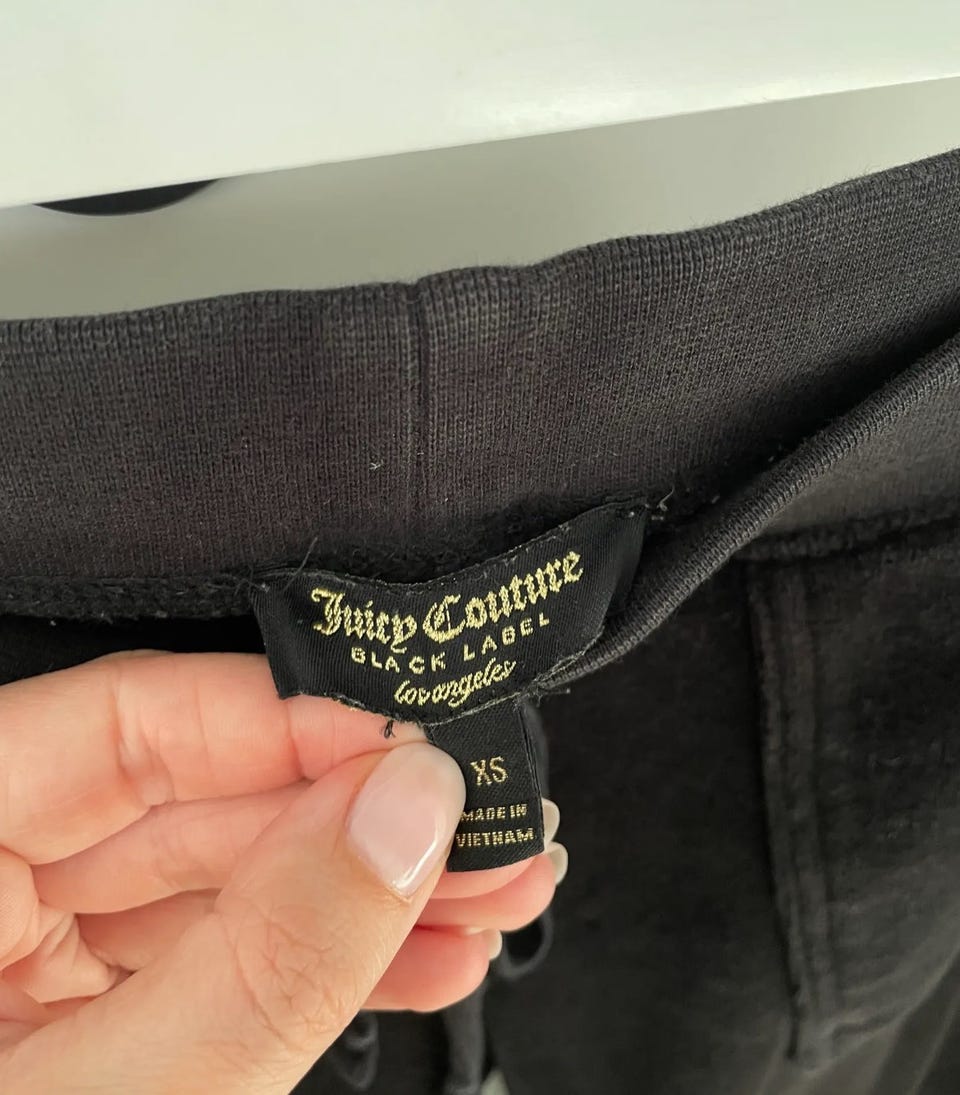 Juicy Couture
BLACK LABEL
los angeles
XS
MADE IN
VIETNAM